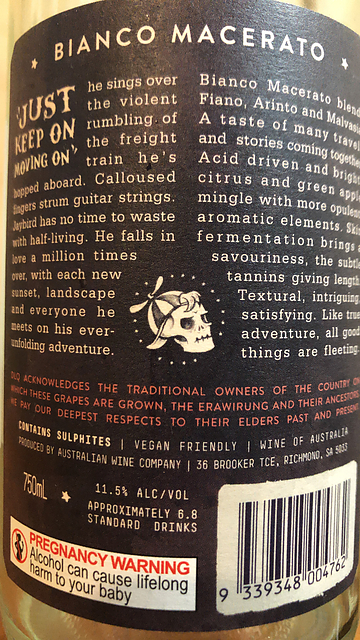 BIANCO MACERATO
"JUST
KEEP ON
MOVING ON"
he sings over
the violent
rumbling of
the freight
train he's
hopped aboard. Calloused
fingers strum guitar strings.
Jaybird has no time to waste
with half-living. He falls in
love a million times
over, with each new
sunset, landscape
and everyone he
meets on his ever-
unfolding adventure.
Bianco Macerato blend
Fiano, Arinto and Malvas
A taste of many travel
and stories coming togethe
Acid driven and bright
citrus and green appl
mingle with more opule
aromatic elements. Skin
fermentation brings a
savouriness, the subtl
tannins giving length
Textural, intriguing,
satisfying. Like true
adventure, all good
things are fleeting.
ACKNOWLEDGES THE TRADITIONAL OWNERS OF THE COUNTRY ON
WHICH THESE GRAPES ARE GROWN, THE ERAWIRUNG AND THEIR ANCESTORS.
WE PAY OUR DEEPEST RESPECTS TO THEIR ELDERS PAST AND PRESEN
CONTAINS SULPHITES | VEGAN FRIENDLY | WINE OF AUSTRALIA
PRODUCED BY AUSTRALIAN WINE COMPANY | 36 BROOKER TCE, RICHMOND, SA 5033
750mL
11.5% ALC/VOL
APPROXIMATELY 6.8
STANDARD DRINKS
PREGNANCY WARNING
Alcohol can cause lifelong
harm to your baby
9 339348 004762